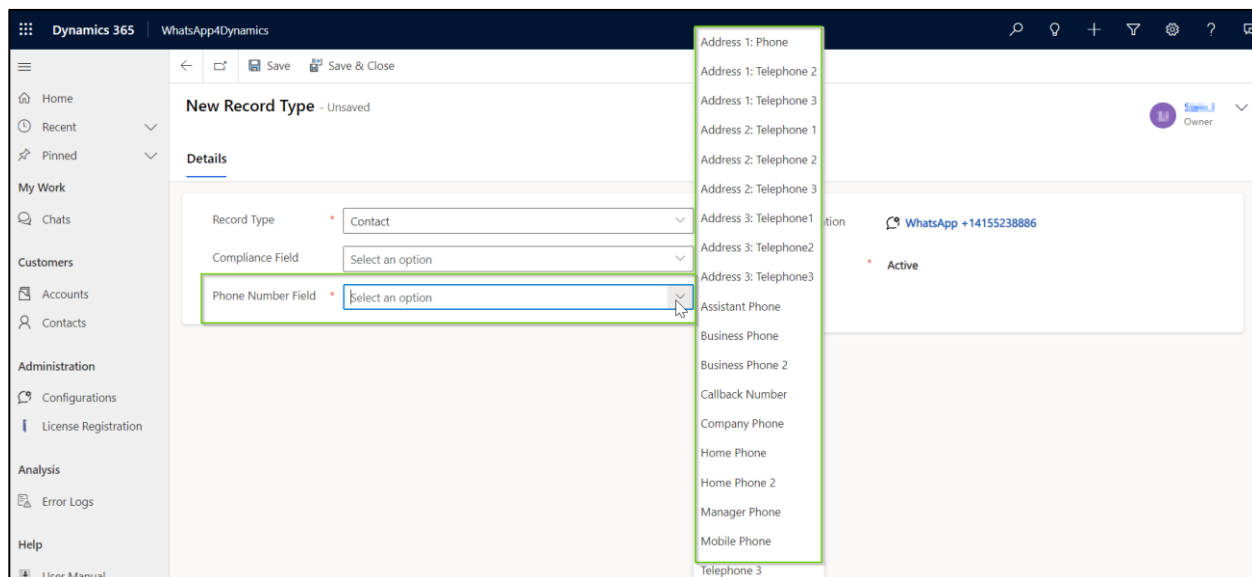 Dynamics 365
WhatsApp4Dynamics
Save
Save & Close
Home
Recent
Pinned
My Work
Chats
Customers
Accounts
Contacts
Administration
Configurations
License Registration
Analysis
Error Logs
Help
User Manual
New Record Type - Unsaved
Owner
Details
Record Type * Contact
Compliance Field Select an option
Phone Number Field * Select an option
WhatsApp +14155238886
* Active
Address 1: Phone
Address 1: Telephone 2
Address 1: Telephone 3
Address 2: Telephone 1
Address 2: Telephone 2
Address 2: Telephone 3
Address 3: Telephone1
Address 3: Telephone2
Address 3: Telephone3
Assistant Phone
Business Phone
Business Phone 2
Callback Number
Company Phone
Home Phone
Home Phone 2
Manager Phone
Mobile Phone
Telephone 3